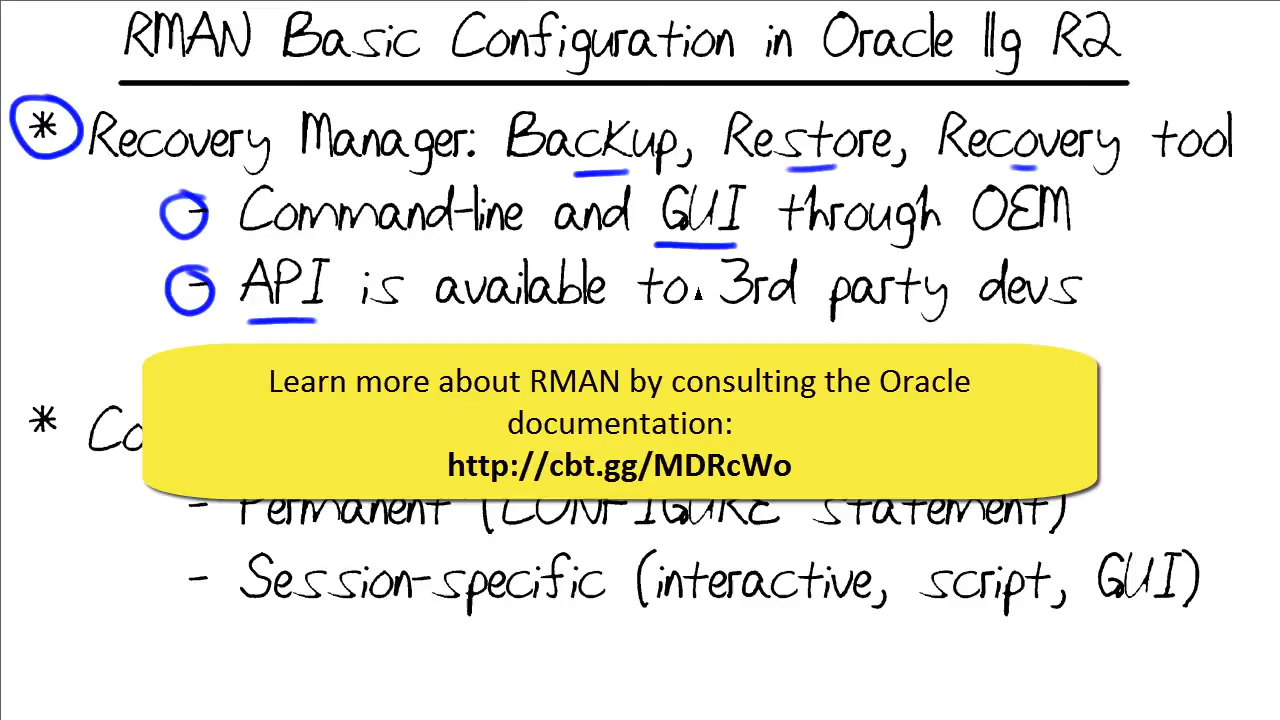 RMAN Basic Configuration in Oracle 11g R2
* Recovery Manager: Backup, Restore, Recovery tool
- Command-line and GUI through OEM
- API is available to 3rd party devs
Learn more about RMAN by consulting the Oracle
documentation:
http://cbt.gg/MDRcWo
* Co
- Permanent (CONFIGURE statement)
- Session-specific (interactive, script, GUI)